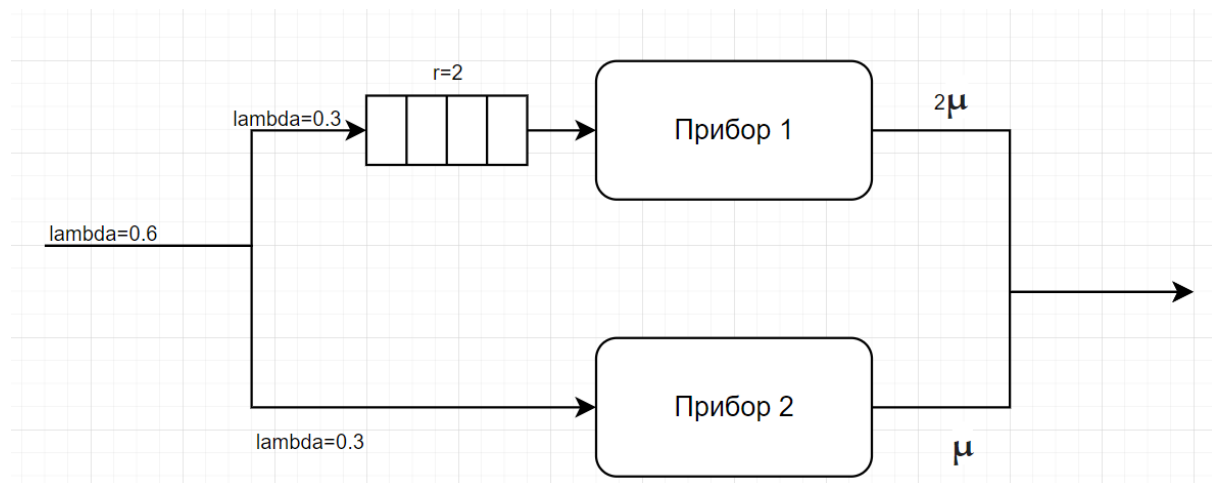 r=2
lambda=0.3
Прибор 1
2μ
lambda=0.6
Прибор 2
lambda=0.3
μ